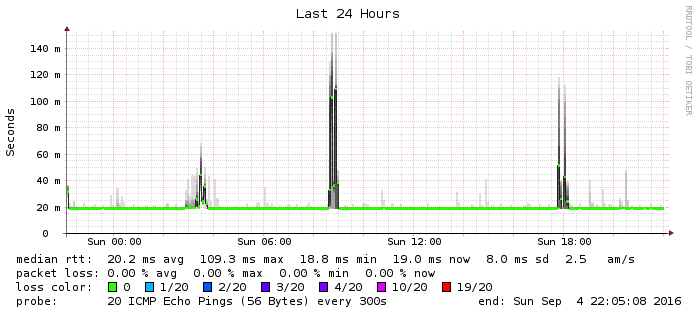 Last 24 Hours
RRDTOOL / TOBI OETIKER
Seconds
140 m
120 m
100 m
80 m
60 m
40 m
20 m
0
Sun 00:00 Sun 06:00 Sun 12:00 Sun 18:00
median rtt: 20.2 ms avg 109.3 ms max 18.8 ms min 19.0 ms now 8.0 ms sd 2.5 am/s
packet loss: 0.00 % avg 0.00 % max 0.00 % min 0.00 % now
loss color: 0 1/20 2/20 3/20 4/20 10/20 19/20
probe: 20 ICMP Echo Pings (56 Bytes) every 300s end: Sun Sep 4 22:05:08 2016